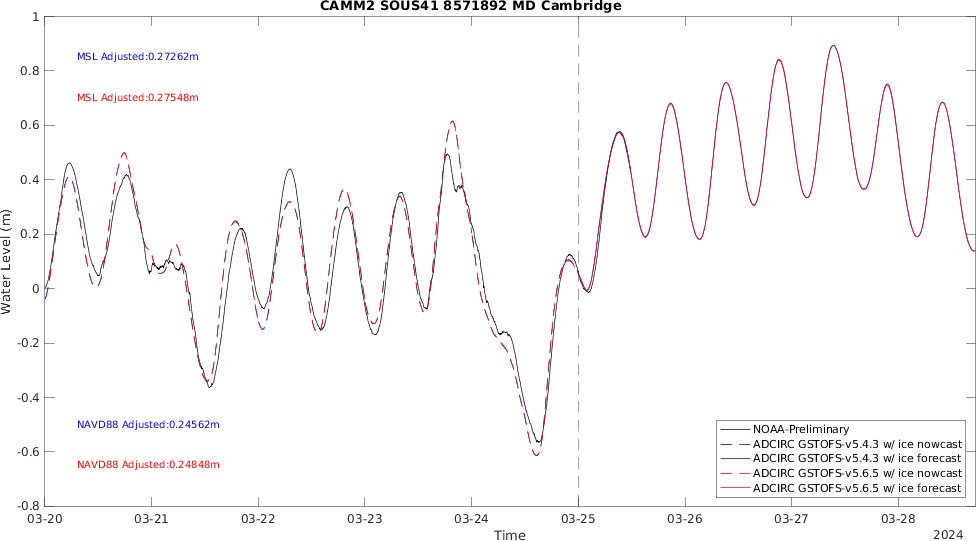 CAMM2 SOUS41 8571892 MD Cambridge
1
0.8
0.6
0.4
0.2
0
-0.2
-0.4
-0.6
-0.8
Water Level (m)
MSL Adjusted:0.27262m
MSL Adjusted:0.27548m
NAVD88 Adjusted:0.24562m
NAVD88 Adjusted:0.24848m
NOAA-Preliminary
ADCIRC GSTOFS-v5.4.3 w/ ice nowcast
ADCIRC GSTOFS-v5.4.3 w/ ice forecast
ADCIRC GSTOFS-v5.6.5 w/ ice nowcast
ADCIRC GSTOFS-v5.6.5 w/ ice forecast
03-20 03-21 03-22 03-23 03-24 03-25 03-26 03-27 03-28
Time
2024